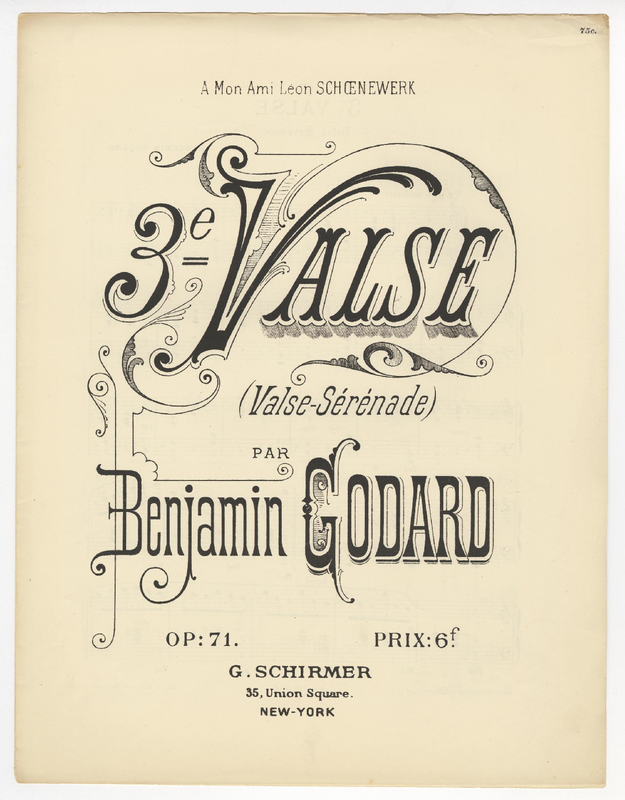 75c.
A Mon Ami Léon SCHŒNEWERK
3e VALSE
(Valse-Sérénade)
PAR
Benjamin GODARD
OP: 71. PRIX: 6f.
G. SCHIRMER
35, Union Square.
NEW-YORK